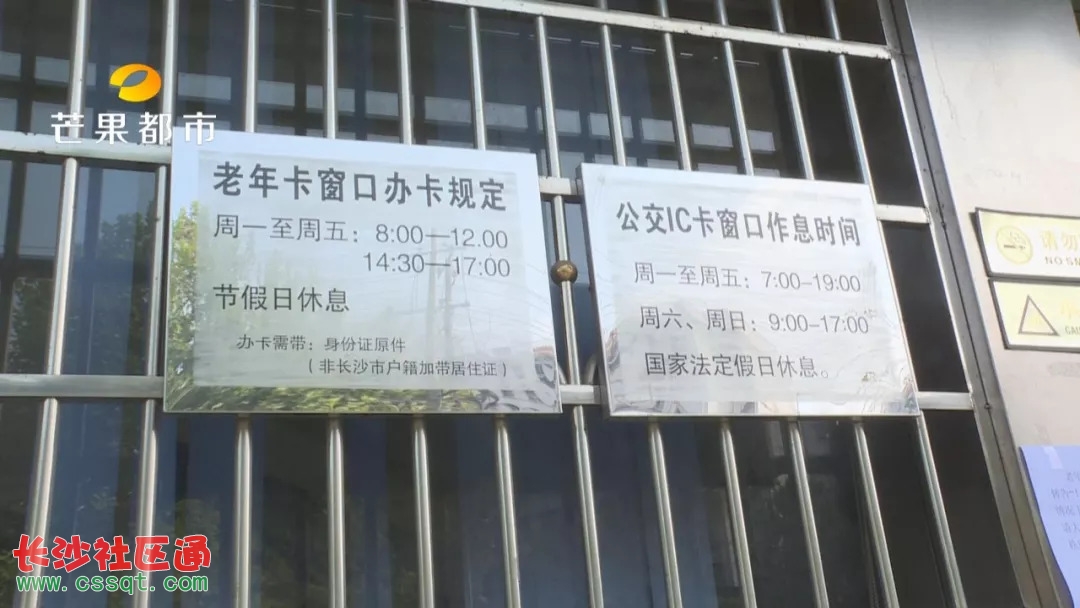 芒果都市
老年卡窗口办卡规定
周一至周五：8:00—12.00
14:30—17:00
节假日休息
办卡需带：身份证原件
（非长沙市户籍加带居住证）
公交IC卡窗口作息时间
周一至周五：7:00-19:00
周六、周日：9:00-17:00
国家法定假日休息。
请勿
NO SM
长沙社区通
www.cssqt.com